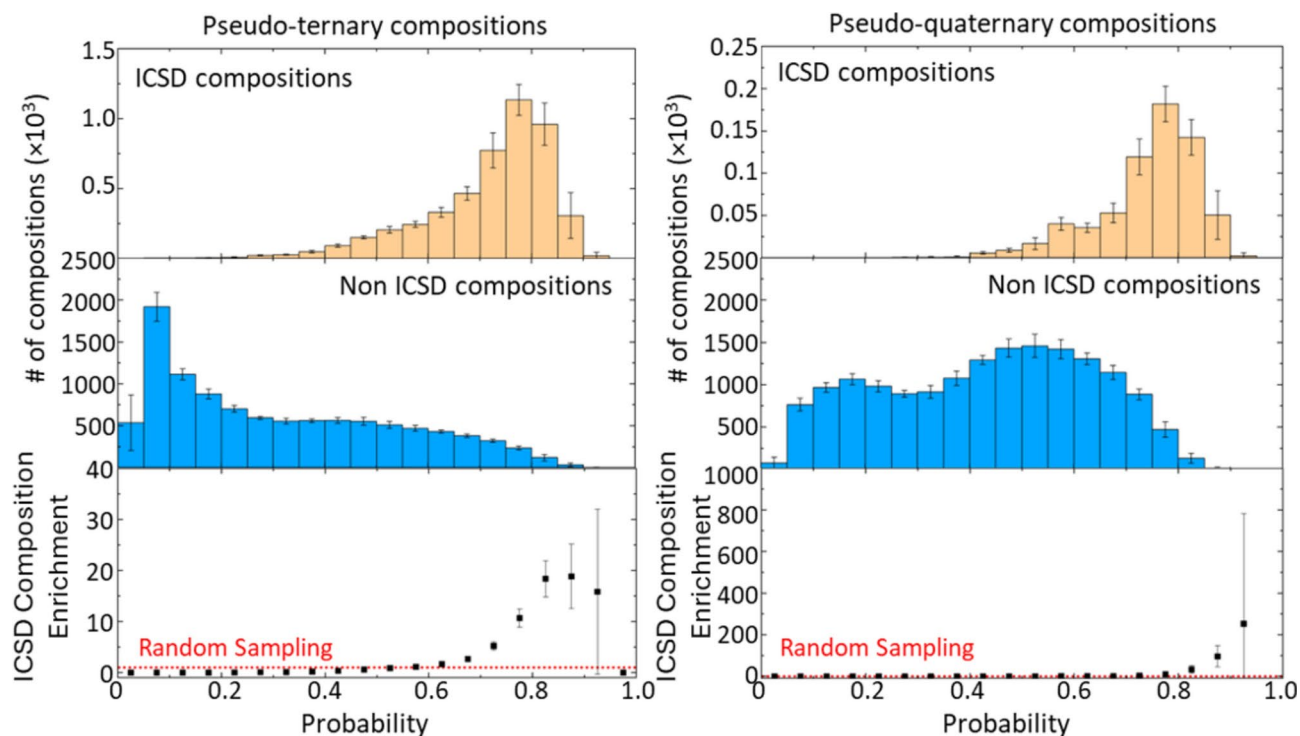 Pseudo-ternary compositions
ICSD compositions
# of compositions (×10³)
1.5
1.0
0.5
2500
Non ICSD compositions
2000
1500
1000
500
40
ICSD Composition
Enrichment
30
20
10
0
Random Sampling
0 0.2 0.4 0.6 0.8 1.0
Probability
Pseudo-quaternary compositions
ICSD compositions
# of compositions (×10³)
0.25
0.2
0.15
0.1
0.05
0
2500
Non ICSD compositions
2000
1500
1000
500
0
1000
ICSD Composition
Enrichment
800
600
400
200
0
Random Sampling
0 0.2 0.4 0.6 0.8 1.0
Probability